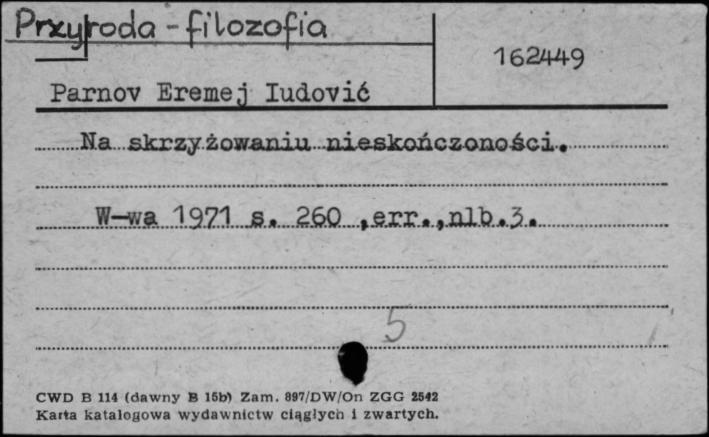 Przyroda - filozofia
162449
Parnov Eremej Iudović
Na skrzyżowaniu nieskończoności.
W-wa 1971 s. 260 ,err.,nlb.3.
5
CWD B 114 (dawny B 15b) Zam. 897/DW/On ZGG 2542
Karta katalogowa wydawnictw ciągłych i zwartych.